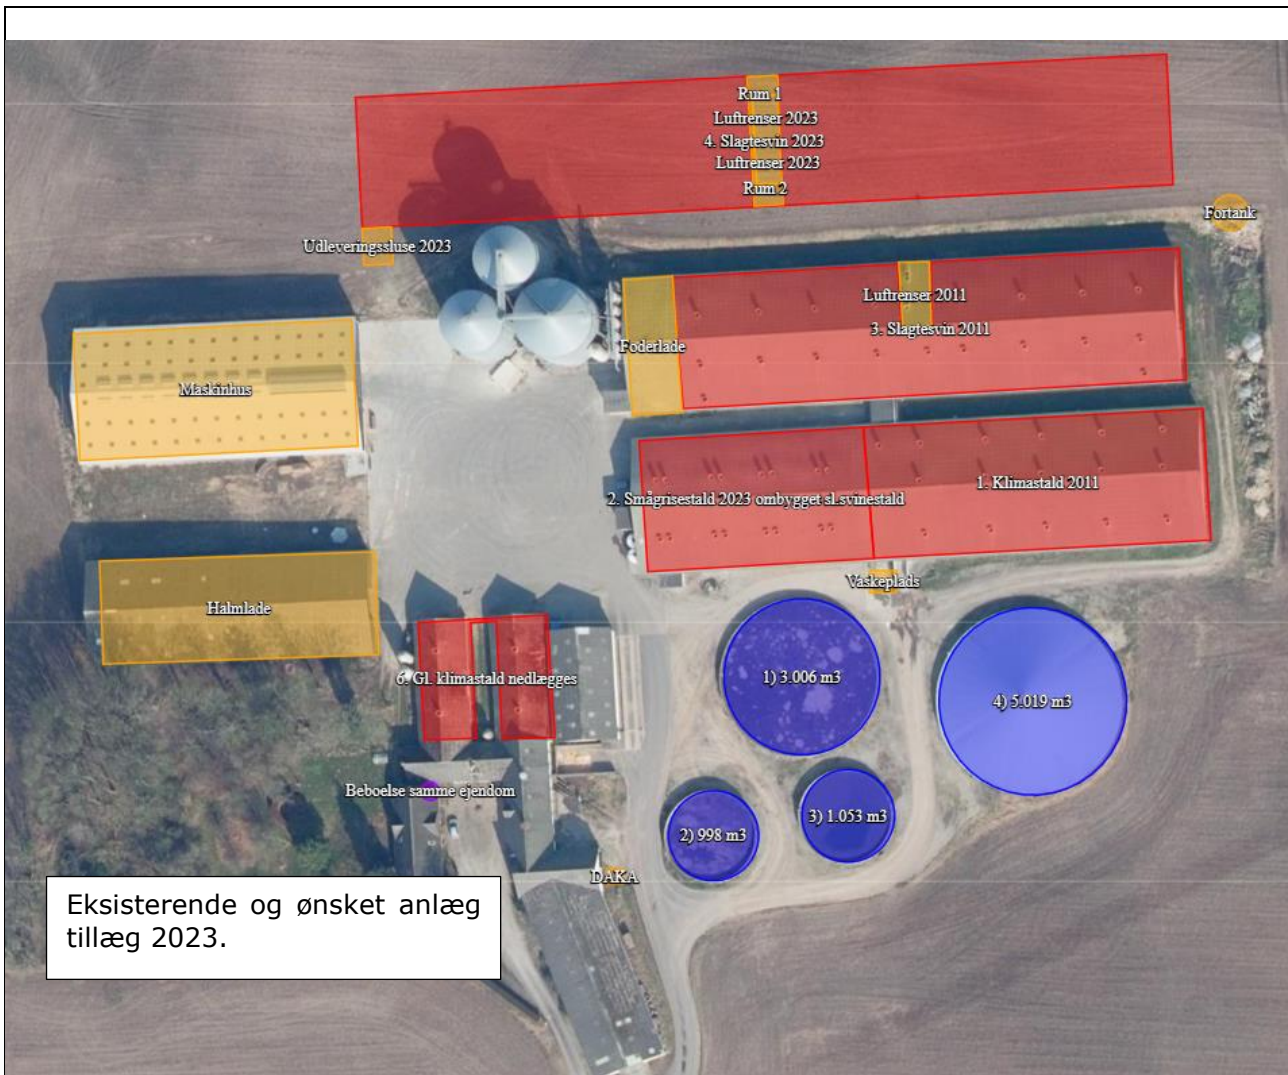 Rum 1
Luftrenser 2023
4. Slagtesvin 2023
Luftrenser 2023
Rum 2
Fortank
Udleveringssluse 2023
Luftrenser 2011
3. Slagtesvin 2011
Foderlade
Maskinhus
1. Klimastald 2011
2. Smågrisestald 2023 ombygget sl.svinestald
Vaskeplads
Halmlade
6. Gl. klimastald nedlægges
1) 3.006 m3
4) 5.019 m3
Beboelse samme ejendom
3) 1.053 m3
2) 998 m3
DAKA
Eksisterende og ønsket anlæg
tillæg 2023.